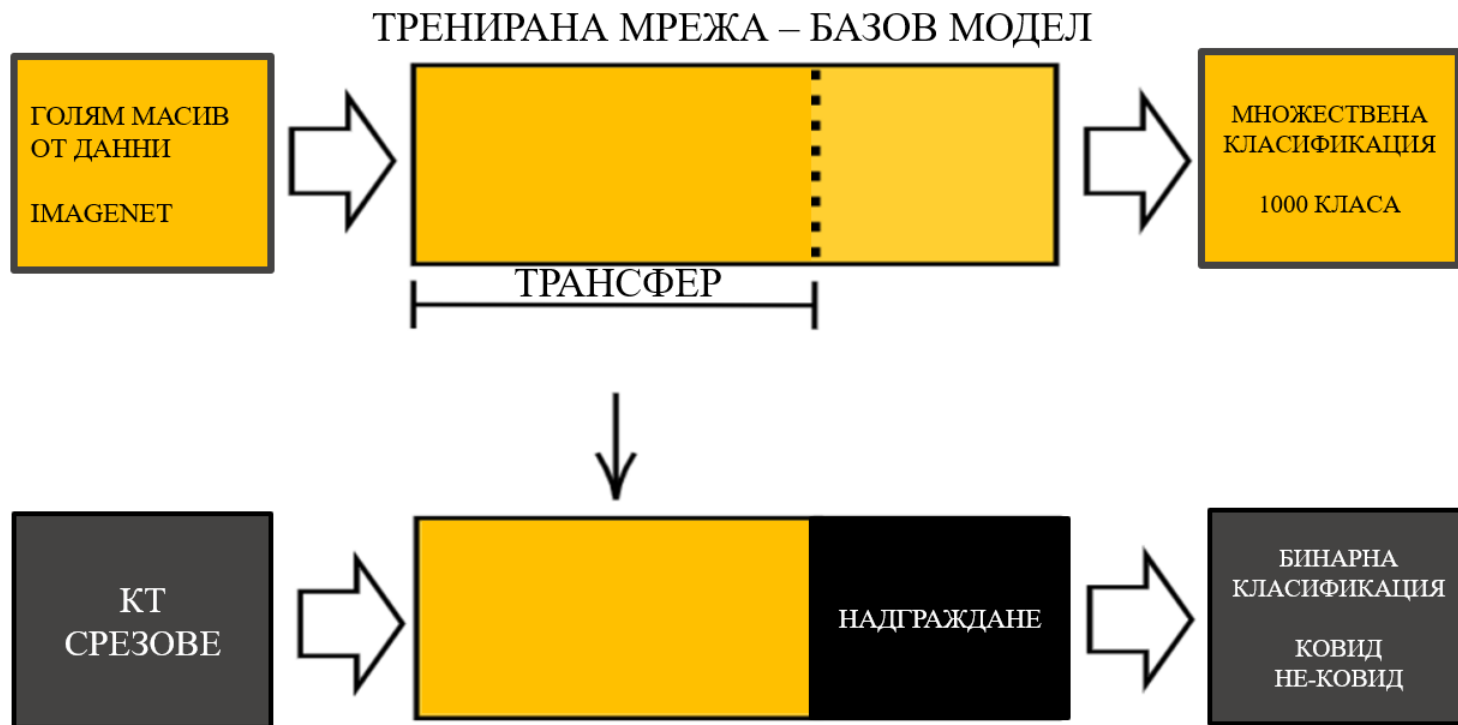 ТРЕНИРАНА МРЕЖА – БАЗОВ МОДЕЛ
ГОЛЯМ МАСИВ
ОТ ДАННИ
IMAGENET
МНОЖЕСТВЕНА
КЛАСИФИКАЦИЯ
1000 КЛАСА
ТРАНСФЕР
КТ
СРЕЗОВЕ
НАДГРАЖДАНЕ
БИНАРНА
КЛАСИФИКАЦИЯ
КОВИД
НЕ-КОВИД